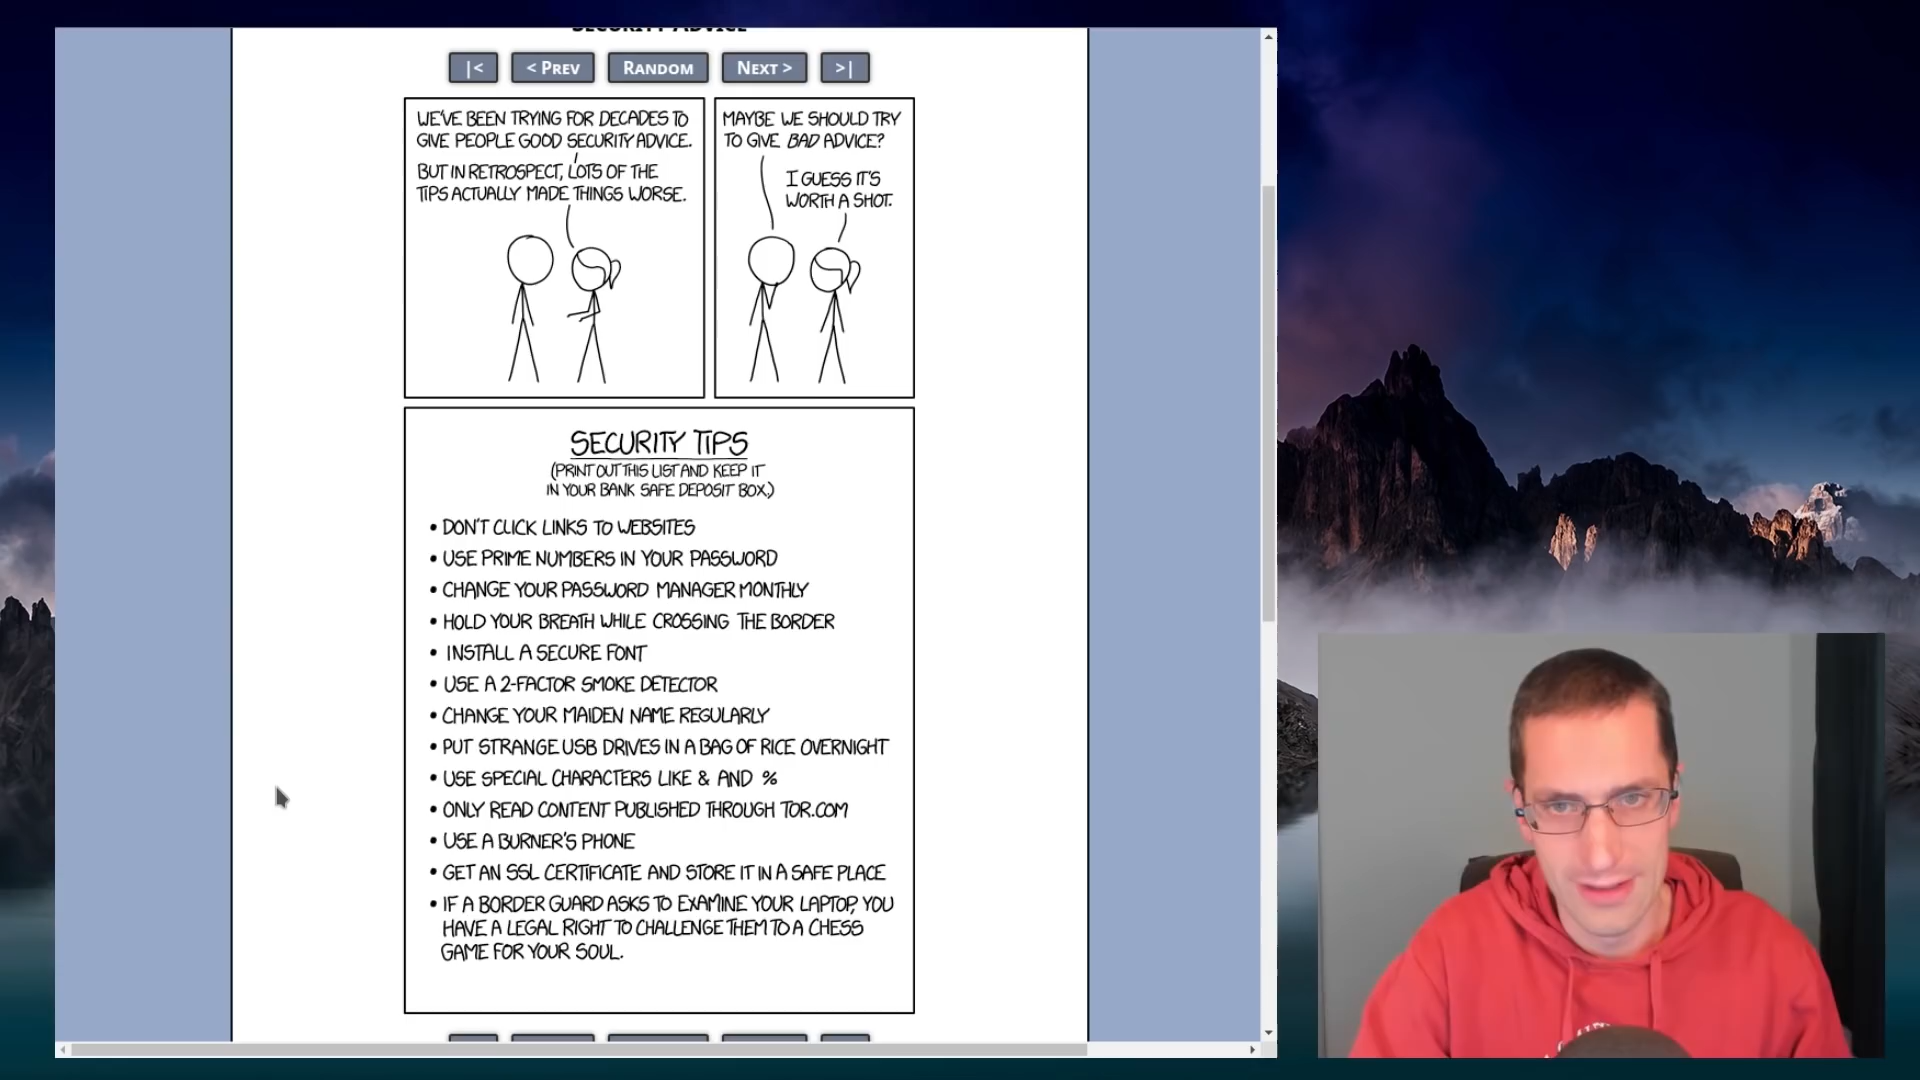 SECURITY ADVICE
|< < PREV RANDOM NEXT > >|
WE'VE BEEN TRYING FOR DECADES TO
GIVE PEOPLE GOOD SECURITY ADVICE.
BUT IN RETROSPECT, LOTS OF THE
TIPS ACTUALLY MADE THINGS WORSE.
MAYBE WE SHOULD TRY
TO GIVE BAD ADVICE?
I GUESS IT'S
WORTH A SHOT.
SECURITY TIPS
(PRINT OUT THIS LIST AND KEEP IT
IN YOUR BANK SAFE DEPOSIT BOX.)
• DON'T CLICK LINKS TO WEBSITES
• USE PRIME NUMBERS IN YOUR PASSWORD
• CHANGE YOUR PASSWORD MANAGER MONTHLY
• HOLD YOUR BREATH WHILE CROSSING THE BORDER
• INSTALL A SECURE FONT
• USE A 2-FACTOR SMOKE DETECTOR
• CHANGE YOUR MAIDEN NAME REGULARLY
• PUT STRANGE USB DRIVES IN A BAG OF RICE OVERNIGHT
• USE SPECIAL CHARACTERS LIKE & AND %
• ONLY READ CONTENT PUBLISHED THROUGH TOR.COM
• USE A BURNER'S PHONE
• GET AN SSL CERTIFICATE AND STORE IT IN A SAFE PLACE
• IF A BORDER GUARD ASKS TO EXAMINE YOUR LAPTOP, YOU
HAVE A LEGAL RIGHT TO CHALLENGE THEM TO A CHESS
GAME FOR YOUR SOUL.